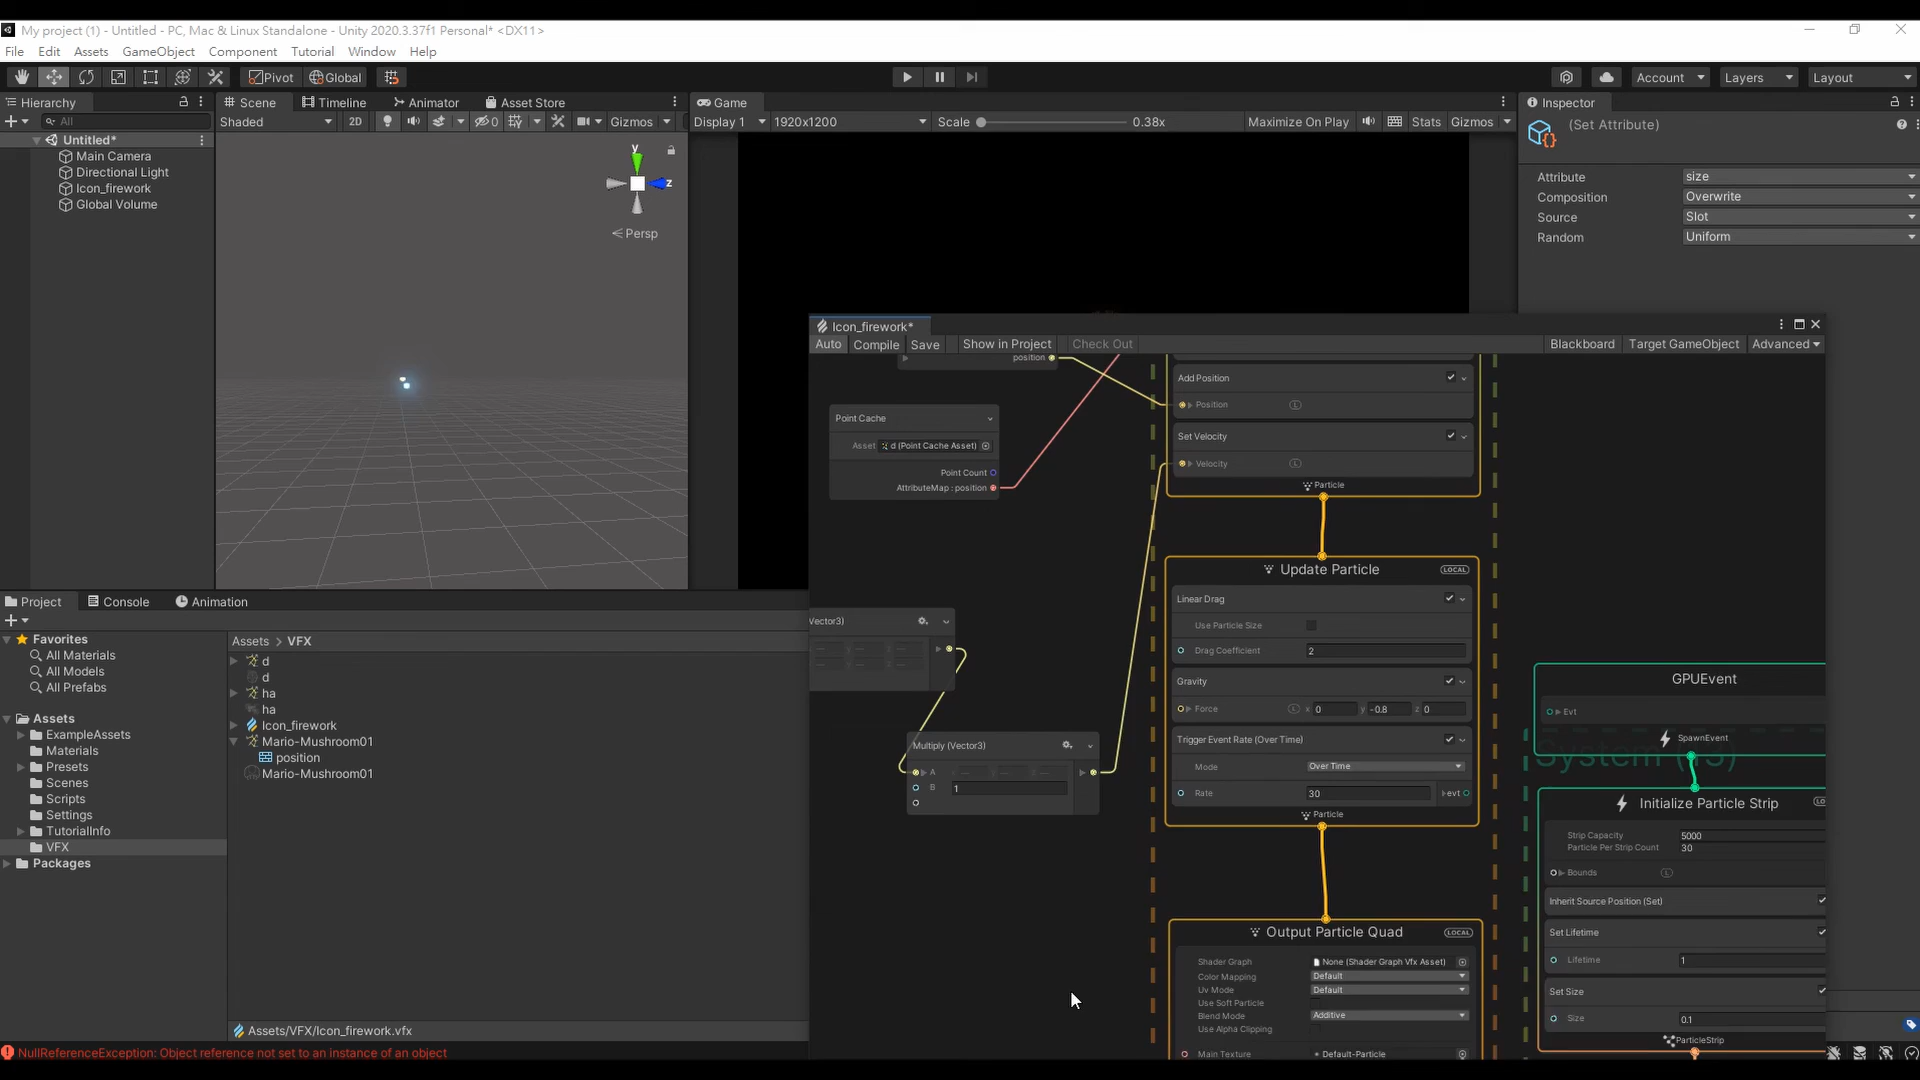 My project (1) - Untitled - PC, Mac & Linux Standalone - Unity 2020.3.37f1 Personal* <DX11>
File Edit Assets GameObject Component Tutorial Window Help
Pivot Global Account Layers Layout
Hierarchy
All
Untitled*
Main Camera
Directional Light
Icon_firework
Global Volume
Scene Timeline Animator Asset Store
Shaded 2D 0 Gizmos
y
z
Persp
Game
Display 1 1920x1200 Scale 0.38x Maximize On Play Stats Gizmos
Inspector
(Set Attribute)
Attribute size
Composition Overwrite
Source Slot
Random Uniform
Icon_firework*
Auto Compile Save Show in Project Check Out Blackboard Target GameObject Advanced
position
Point Cache
Asset d (Point Cache Asset)
Point Count
AttributeMap : position
Vector3)
Multiply (Vector3)
A
B 1
Add Position
Position L
Set Velocity
Velocity L
Particle
Update Particle LOCAL
Linear Drag
Use Particle Size
Drag Coefficient 2
Gravity
Force L x 0 y -0.8 z 0
Trigger Event Rate (Over Time)
Mode Over Time
Rate 30 evt
Particle
Output Particle Quad LOCAL
Shader Graph None (Shader Graph Vfx Asset)
Color Mapping Default
Uv Mode Default
Use Soft Particle
Blend Mode Additive
Use Alpha Clipping
Main Texture Default-Particle
GPUEvent
Evt
SpawnEvent
Initialize Particle Strip LO
Strip Capacity 5000
Particle Per Strip Count 30
Bounds L
Inherit Source Position (Set)
Set Lifetime
Lifetime 1
Set Size
Size 0.1
ParticleStrip
Project Console Animation
Favorites
All Materials
All Models
All Prefabs
Assets
ExampleAssets
Materials
Presets
Scenes
Scripts
Settings
TutorialInfo
VFX
Packages
Assets > VFX
d
d
ha
ha
Icon_firework
Mario-Mushroom01
position
Mario-Mushroom01
Assets/VFX/Icon_firework.vfx
NullReferenceException: Object reference not set to an instance of an object